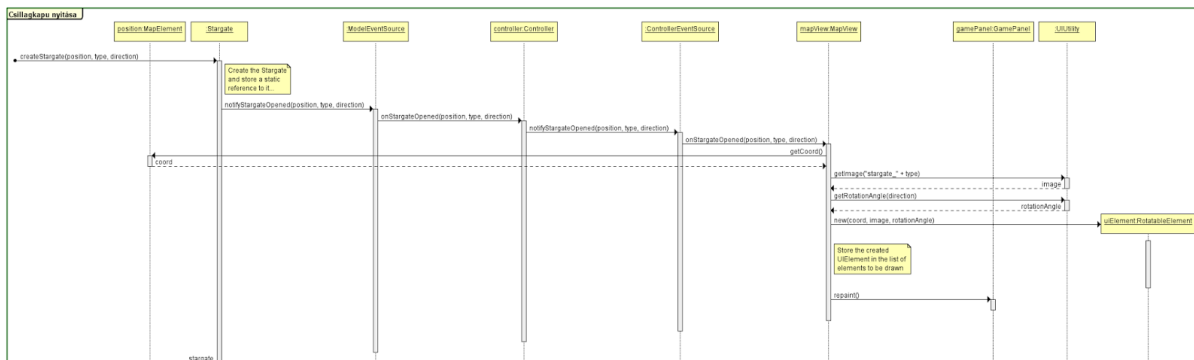 Csillagkapu nyitása
position:MapElement
:Stargate
:ModelEventSource
controller:Controller
:ControllerEventSource
mapView:MapView
gamePanel:GamePanel
:UIUtility
createStargate(position, type, direction)
Create the Stargate
and store a static
reference to it..
notifyStargateOpened(position, type, direction)
onStargateOpened(position, type, direction)
notifyStargateOpened(position, type, direction)
onStargateOpened(position, type, direction)
getCoord()
coord
getImage("stargate_" + type)
image
getRotationAngle(direction)
rotationAngle
new(coord, image, rotationAngle)
uiElement:RotatableElement
Store the created
UIElement in the list of
elements to be drawn
repaint()
stargate